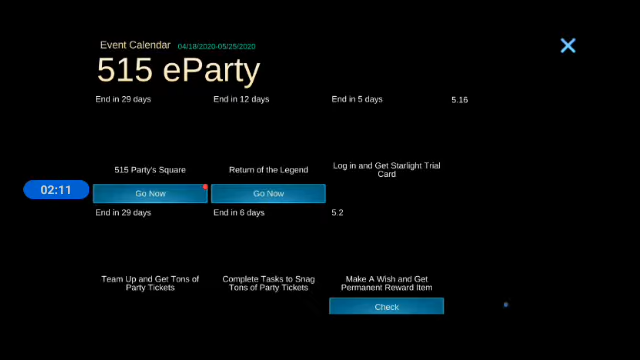 Event Calendar 04/18/2020-05/25/2020
515 eParty
End in 29 days End in 12 days End in 5 days 5.16
515 Party's Square Return of the Legend Log in and Get Starlight Trial
Card
02:11
Go Now Go Now
End in 29 days End in 6 days 5.2
Team Up and Get Tons of Complete Tasks to Snag Make A Wish and Get
Party Tickets Tons of Party Tickets Permanent Reward Item
Check